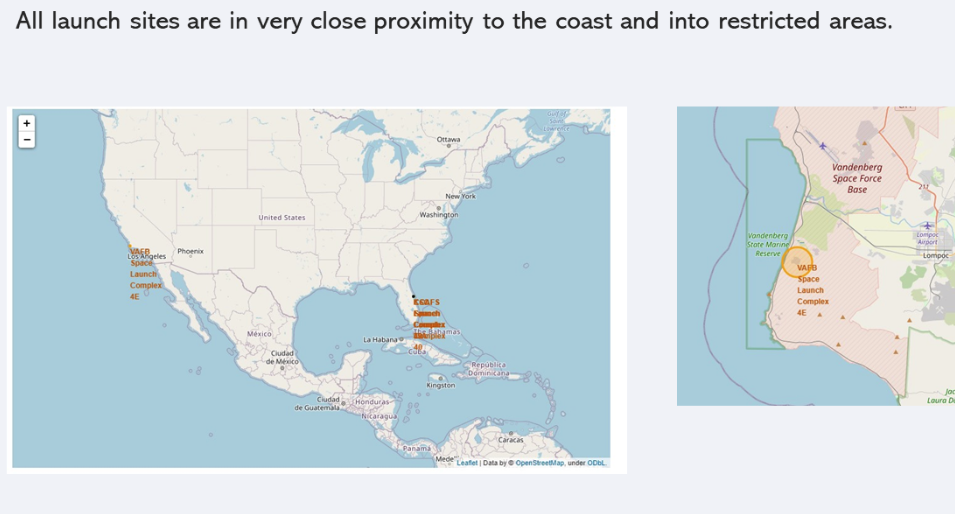 All launch sites are in very close proximity to the coast and into restricted areas.
+
−
Ottawa
New York
United States
Washington
VAFB
Los Angeles
Phoenix
Space
Launch
Complex
4E
México
La Habana
Cuba
Ciudad
de México
República
Dominicana
Kingston
Ciudad
de Guatemala
Honduras
Nicaragua
Panamá
Caracas
Mede
Leaflet | Data by © OpenStreetMap, under ODbL.
Vandenberg
Space Force
Base
Vandenberg
State Marine
Reserve
Lompoc
Airport
Lompoc
VAFB
Space
Launch
Complex
4E